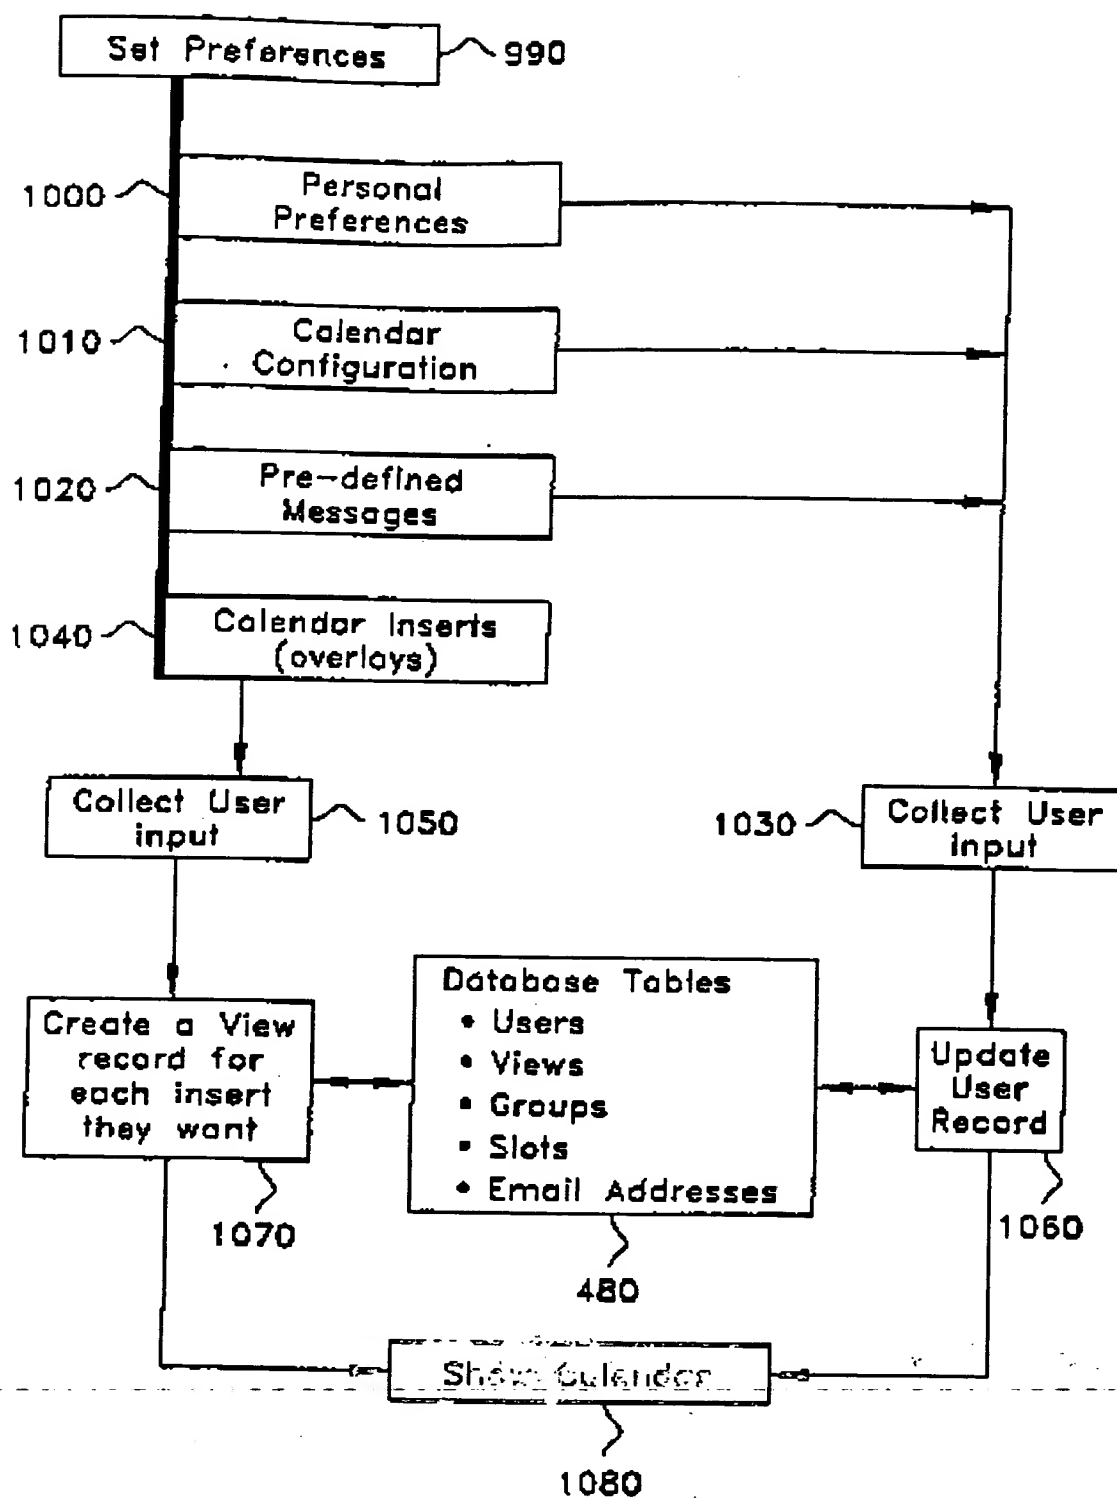 Set Preferences
990
1000
Personal
Preferences
1010
Calendar
Configuration
1020
Pre-defined
Messages
1040
Calendar Inserts
(overlays)
Collect User
input
1050
1030
Collect User
Input
Create a View
record for
each insert
they want
1070
Database Tables
• Users
• Views
• Groups
▪ Slots
• Email Addresses
480
Update
User
Record
1060
Show Calendar
1080